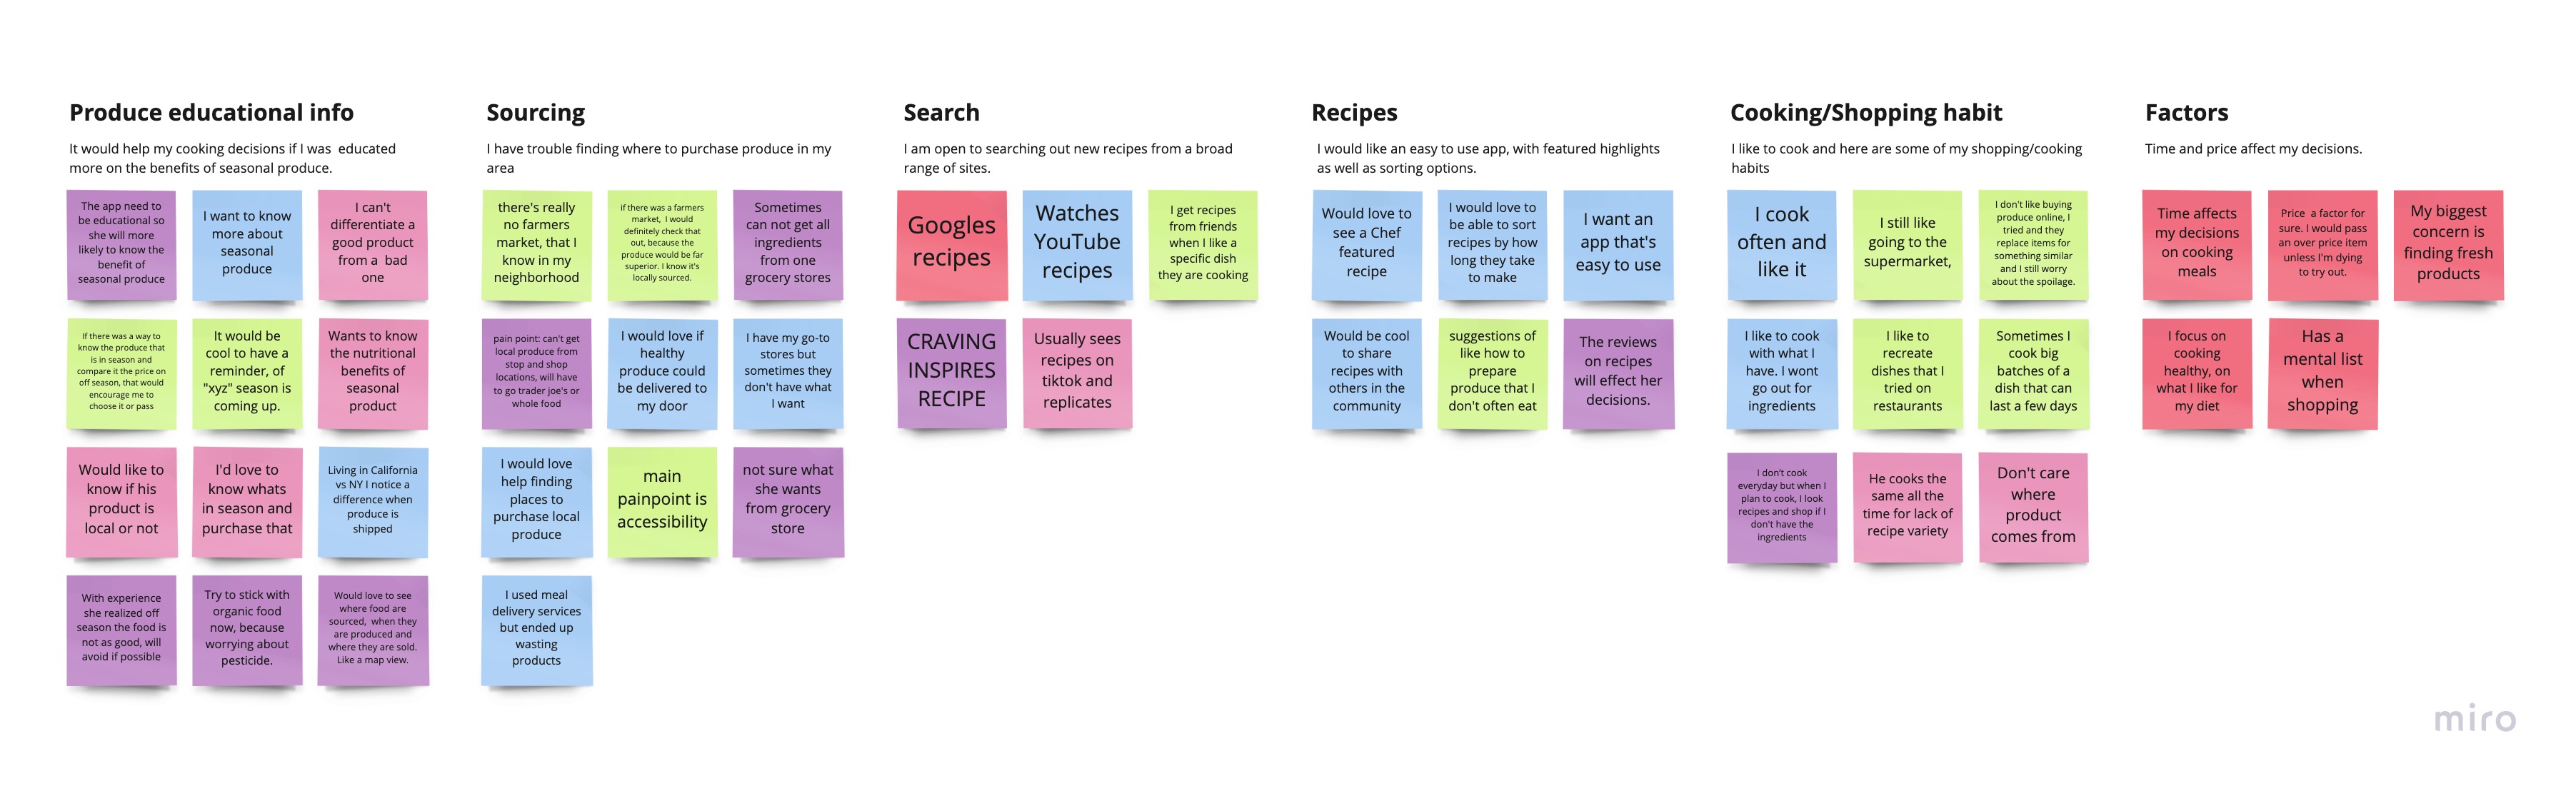 Produce educational info
It would help my cooking decisions if I was  educated
more on the benefits of seasonal produce.
The app need to
be educational so
she will more
likely to know the
benefit of
seasonal produce
I want to know
more about
seasonal
produce
I can't
differentiate a
good product
from a  bad
one
If there was a way to
know the produce that
is in season and
compare it the price on
off season, that would
encourage me to
choose it or pass
It would be
cool to have a
reminder, of
"xyz" season is
coming up.
Wants to know
the nutritional
benefits of
seasonal
product
Would like to
know if his
product is
local or not
I'd love to
know whats
in season and
purchase that
Living in California
vs NY I notice a
difference when
produce is
shipped
With experience
she realized off
season the food is
not as good, will
avoid if possible
Try to stick with
organic food
now, because
worrying about
pesticide.
Would love to see
where food are
sourced,  when they
are produced and
where they are sold.
Like a map view.
Sourcing
I have trouble finding where to purchase produce in my
area
there's really
no farmers
market, that I
know in my
neighborhood
if there was a farmers
market,  I would
definitely check that
out, because the
produce would be far
superior. I know it's
locally sourced.
Sometimes
can not get all
ingredients
from one
grocery stores
pain point: can't get
local produce from
stop and shop
locations, will have
to go trader joe's or
whole food
I would love if
healthy
produce could
be delivered to
my door
I have my go-to
stores but
sometimes they
don't have what
I want
I would love
help finding
places to
purchase local
produce
main
painpoint is
accessibility
not sure what
she wants
from grocery
store
I used meal
delivery services
but ended up
wasting
products
Search
I am open to searching out new recipes from a broad
range of sites.
Googles
recipes
Watches
YouTube
recipes
I get recipes
from friends
when I like a
specific dish
they are cooking
CRAVING
INSPIRES
RECIPE
Usually sees
recipes on
tiktok and
replicates
Recipes
I would like an easy to use app, with featured highlights
as well as sorting options.
Would love to
see a Chef
featured
recipe
I would love to
be able to sort
recipes by how
long they take
to make
I want an
app that's
easy to use
Would be cool
to share
recipes with
others in the
community
suggestions of
like how to
prepare
produce that I
don't often eat
The reviews
on recipes
will effect her
decisions.
Cooking/Shopping habit
I like to cook and here are some of my shopping/cooking
habits
I cook
often and
like it
I still like
going to the
supermarket,
I don't like buying
produce online, I
tried and they
replace items for
something similar
and I still worry
about the spoilage.
I like to cook
with what I
have. I wont
go out for
ingredients
I like to
recreate
dishes that I
tried on
restaurants
Sometimes I
cook big
batches of a
dish that can
last a few days
I don't cook
everyday but when I
plan to cook, I look
recipes and shop if I
don't have the
ingredients
He cooks the
same all the
time for lack of
recipe variety
Don't care
where
product
comes from
Factors
Time and price affect my decisions.
Time affects
my decisions
on cooking
meals
Price  a factor for
sure. I would pass
an over price item
unless I'm dying
to try out.
My biggest
concern is
finding fresh
products
I focus on
cooking
healthy, on
what I like for
my diet
Has a
mental list
when
shopping
miro